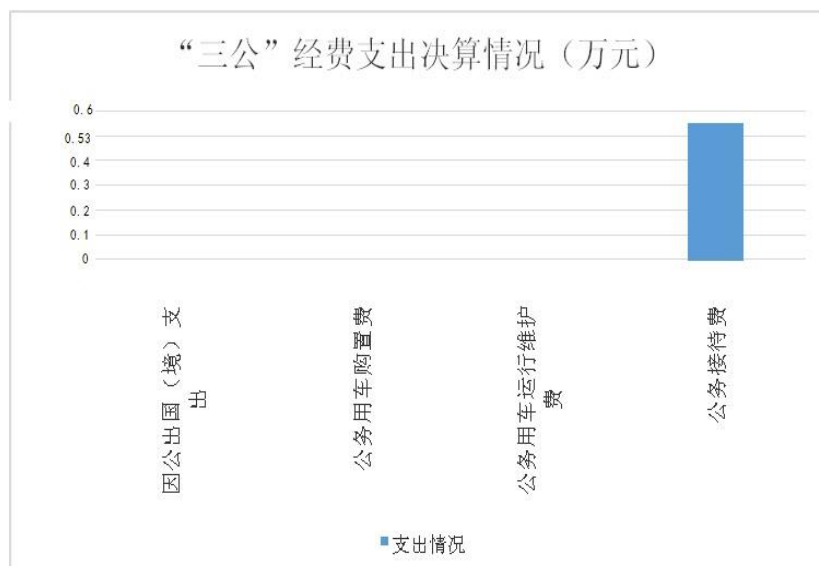 “三公”经费支出决算情况（万元）
0.6
0.53
0.4
0.3
0.2
0.1
0
因公出国（境）支
出
公务用车购置费
公务用车运行维护
费
公务接待费
支出情况